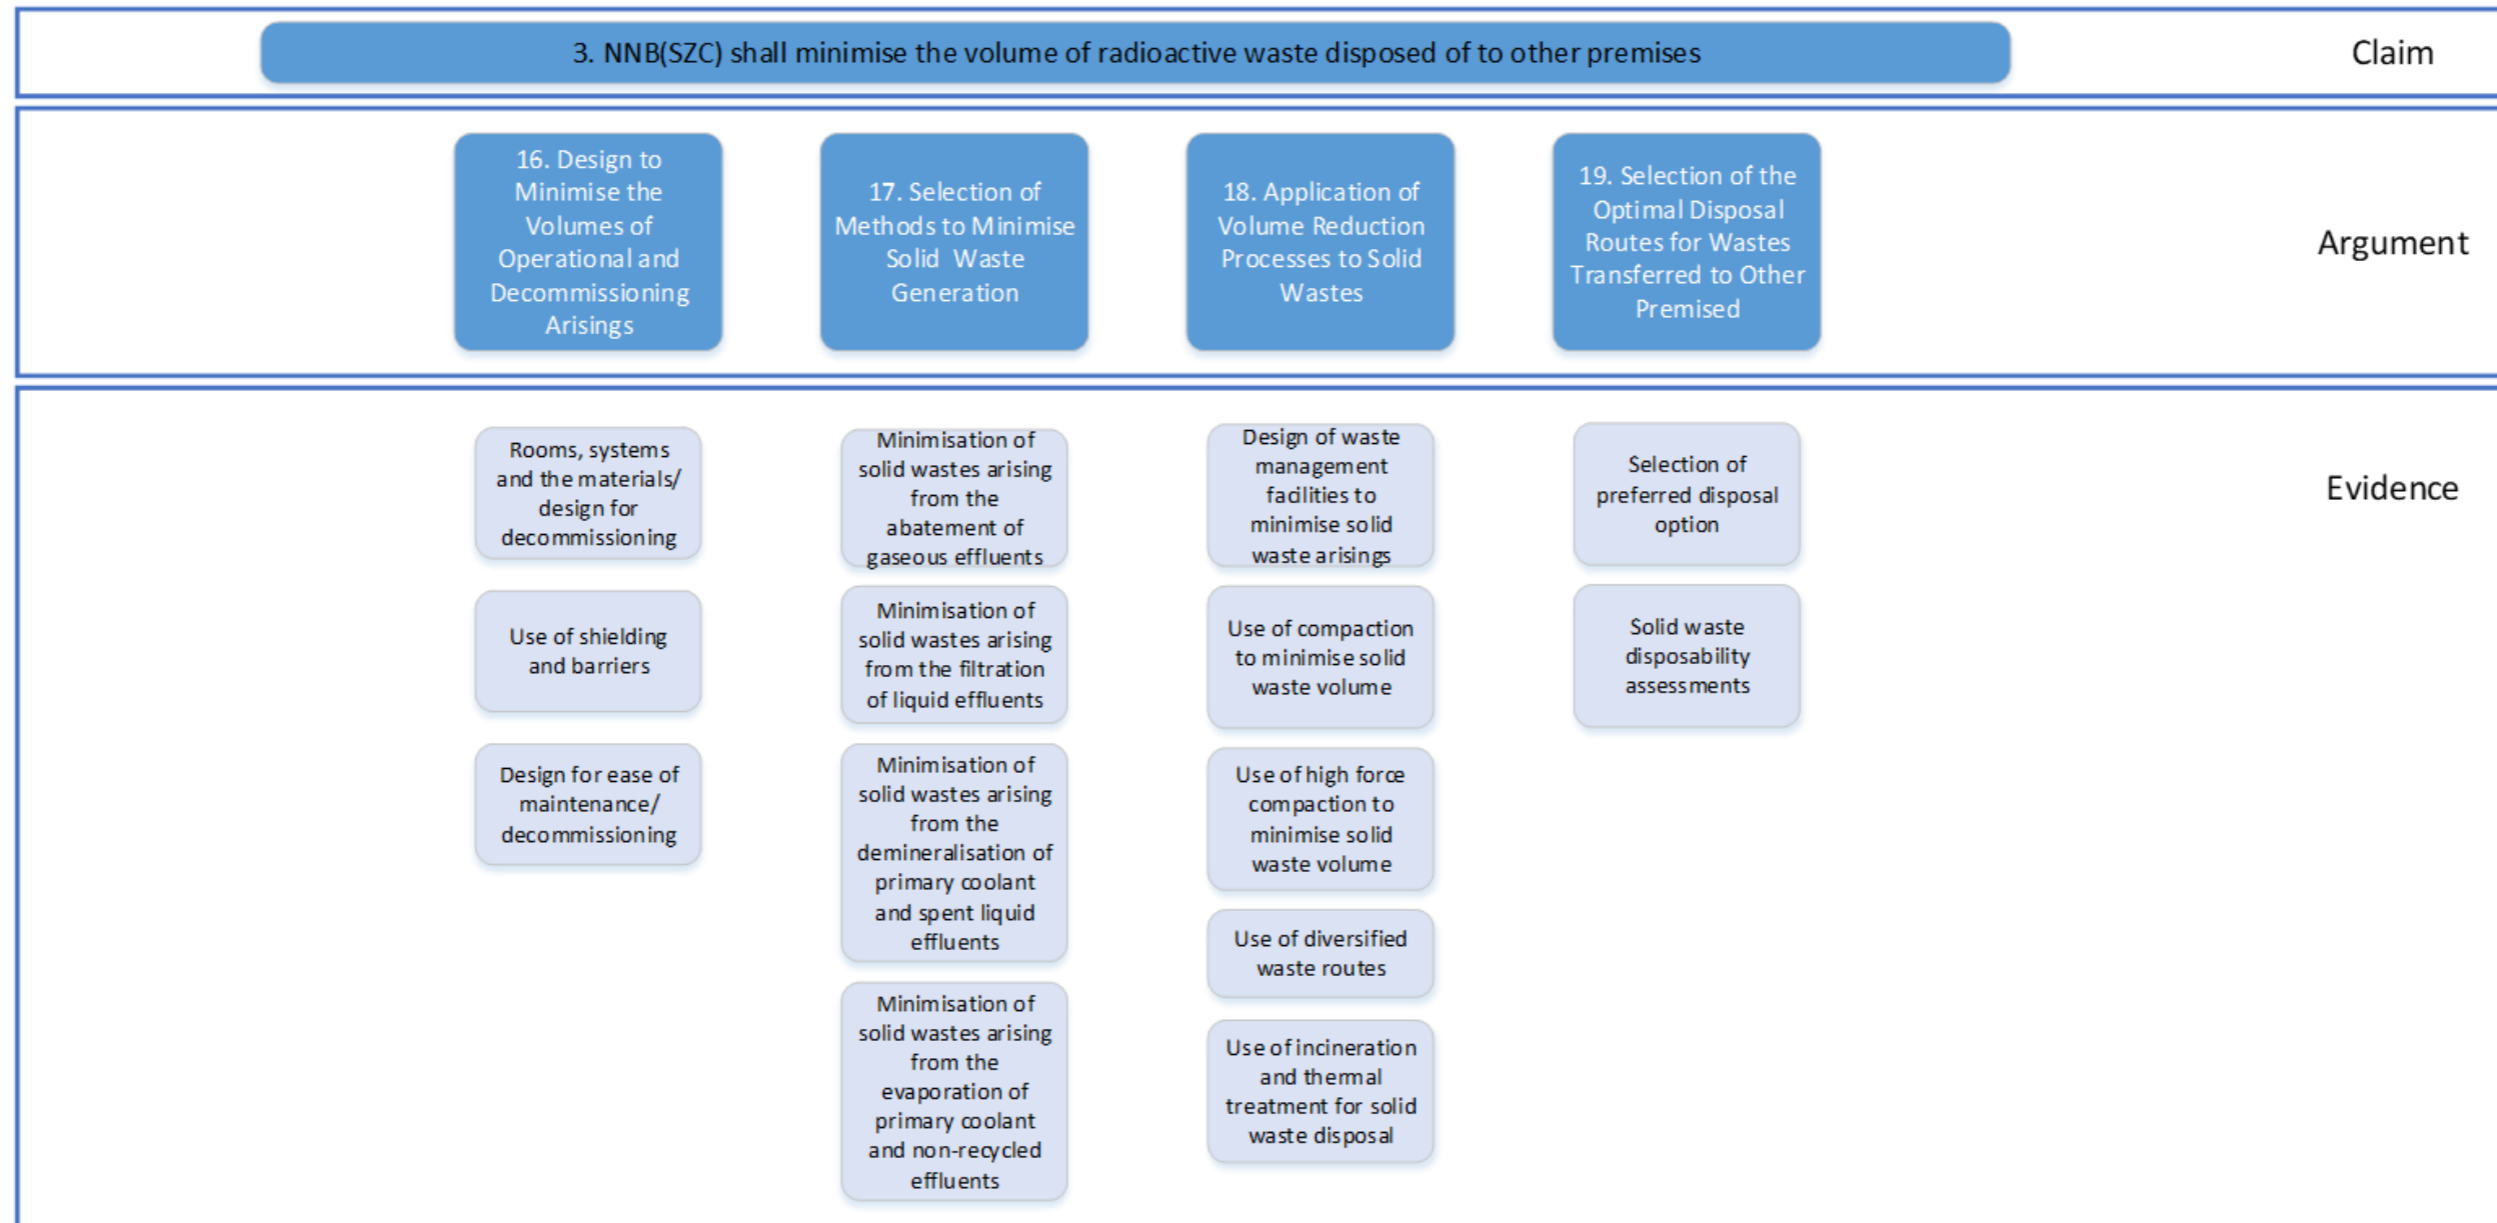 3. NNB(SZC) shall minimise the volume of radioactive waste disposed of to other premises
Claim
16. Design to
Minimise the
Volumes of
Operational and
Decommissioning
Arisings
17. Selection of
Methods to Minimise
Solid Waste
Generation
18. Application of
Volume Reduction
Processes to Solid
Wastes
19. Selection of the
Optimal Disposal
Routes for Wastes
Transferred to Other
Premised
Argument
Rooms, systems
and the materials/
design for
decommissioning
Use of shielding
and barriers
Design for ease of
maintenance/
decommissioning
Minimisation of
solid wastes arising
from the
abatement of
gaseous effluents
Minimisation of
solid wastes arising
from the filtration
of liquid effluents
Minimisation of
solid wastes arising
from the
demineralisation of
primary coolant
and spent liquid
effluents
Minimisation of
solid wastes arising
from the
evaporation of
primary coolant
and non-recycled
effluents
Design of waste
management
facilities to
minimise solid
waste arisings
Use of compaction
to minimise solid
waste volume
Use of high force
compaction to
minimise solid
waste volume
Use of diversified
waste routes
Use of incineration
and thermal
treatment for solid
waste disposal
Selection of
preferred disposal
option
Solid waste
disposability
assessments
Evidence